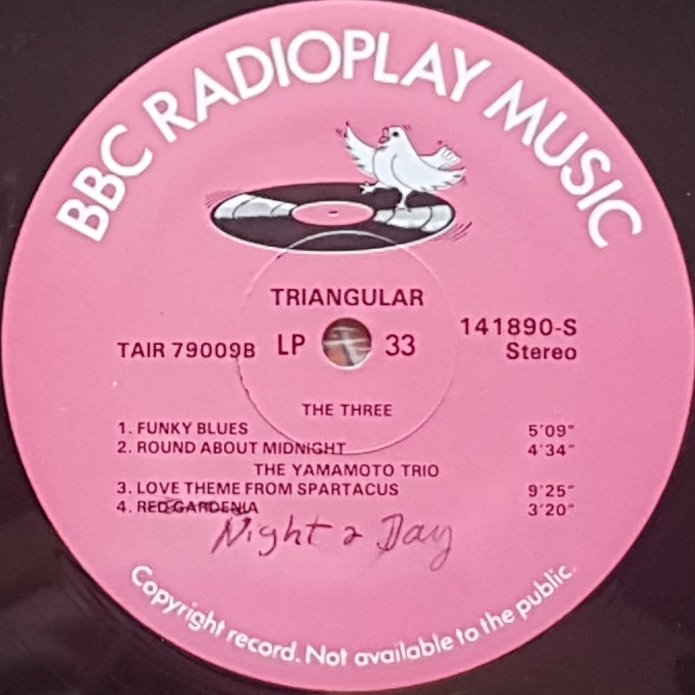 BBC RADIOPLAY MUSIC
TRIANGULAR
TAIR 79009B LP 33 141890-S
Stereo
THE THREE
1. FUNKY BLUES 5'09"
2. ROUND ABOUT MIDNIGHT 4'34"
THE YAMAMOTO TRIO
3. LOVE THEME FROM SPARTACUS 9'25"
4. RED GARDENIA 3'20"
Night & Day
Copyright record. Not available to the public.